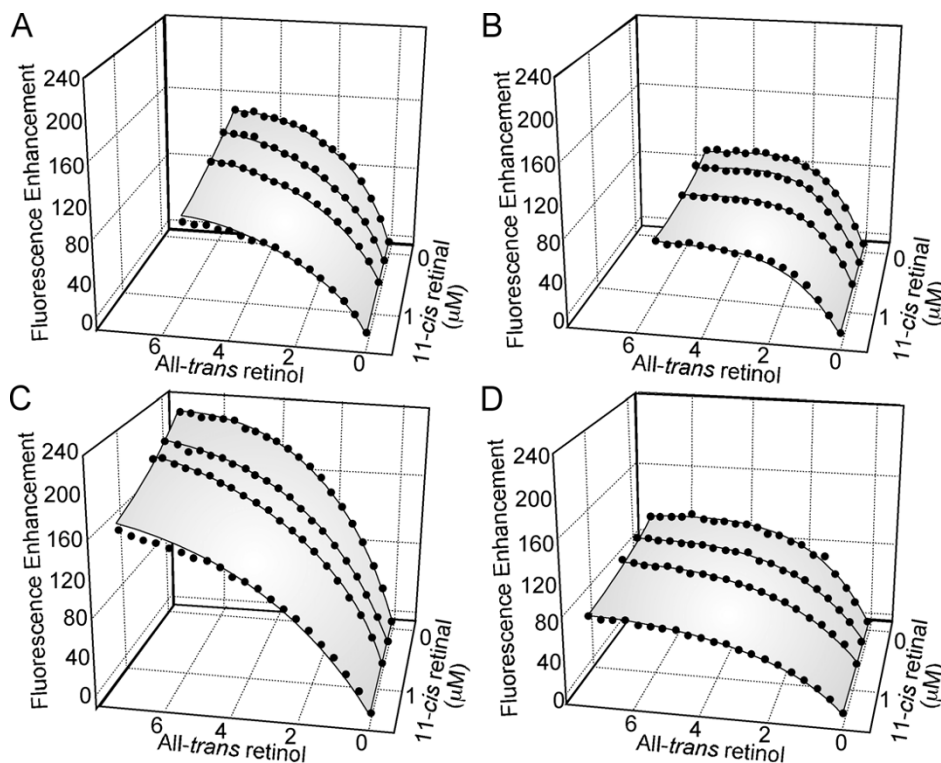 A
Fluorescence Enhancement
240
200
160
120
80
40
0
6
4
2
0
All-trans retinol
0
1
11-cis retinal
(µM)
B
Fluorescence Enhancement
240
200
160
120
80
40
0
6
4
2
0
All-trans retinol
0
1
11-cis retinal
(µM)
C
Fluorescence Enhancement
240
200
160
120
80
40
0
6
4
2
0
All-trans retinol
0
1
11-cis retinal
(µM)
D
Fluorescence Enhancement
240
200
160
120
80
40
0
6
4
2
0
All-trans retinol
0
1
11-cis retinal
(µM)